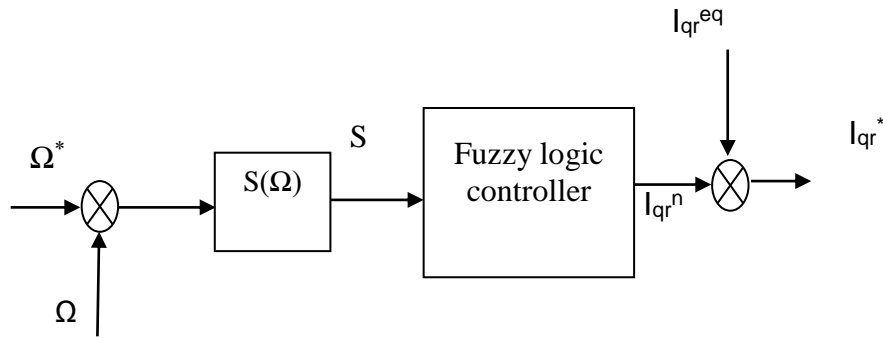 I_qr^eq
Ω*
S
I_qr*
S(Ω)
Fuzzy logic
controller
I_qr^n
Ω